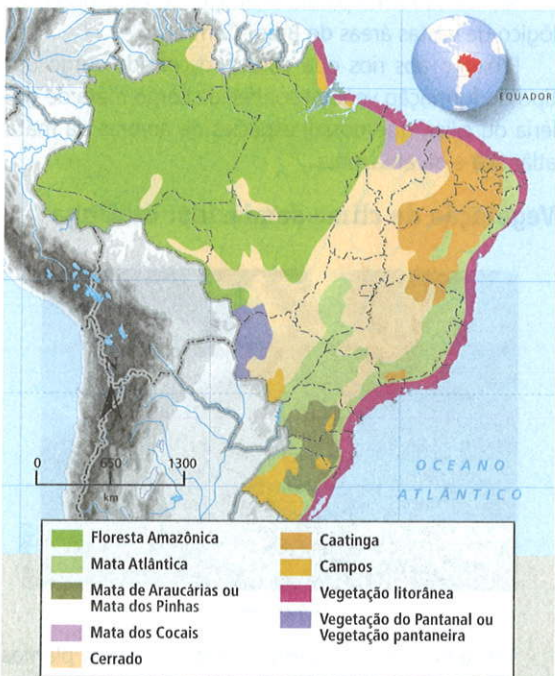 EQUADOR
0 650 1300
km
OCEANO
ATLÂNTICO
Floresta Amazônica
Mata Atlântica
Mata de Araucárias ou
Mata dos Pinhas
Mata dos Cocais
Cerrado
Caatinga
Campos
Vegetação litorânea
Vegetação do Pantanal ou
Vegetação pantaneira